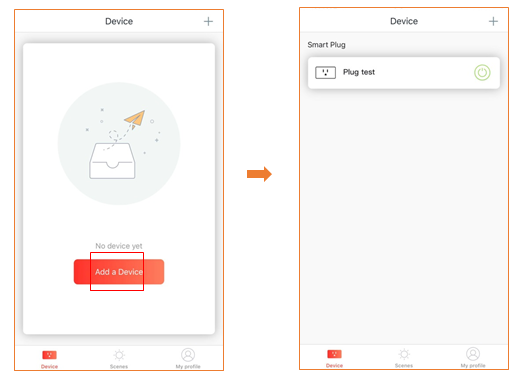 Device
No device yet
Add a Device
Device
Scenes
My profile
Device
Smart Plug
Plug test
Device
Scenes
My profile